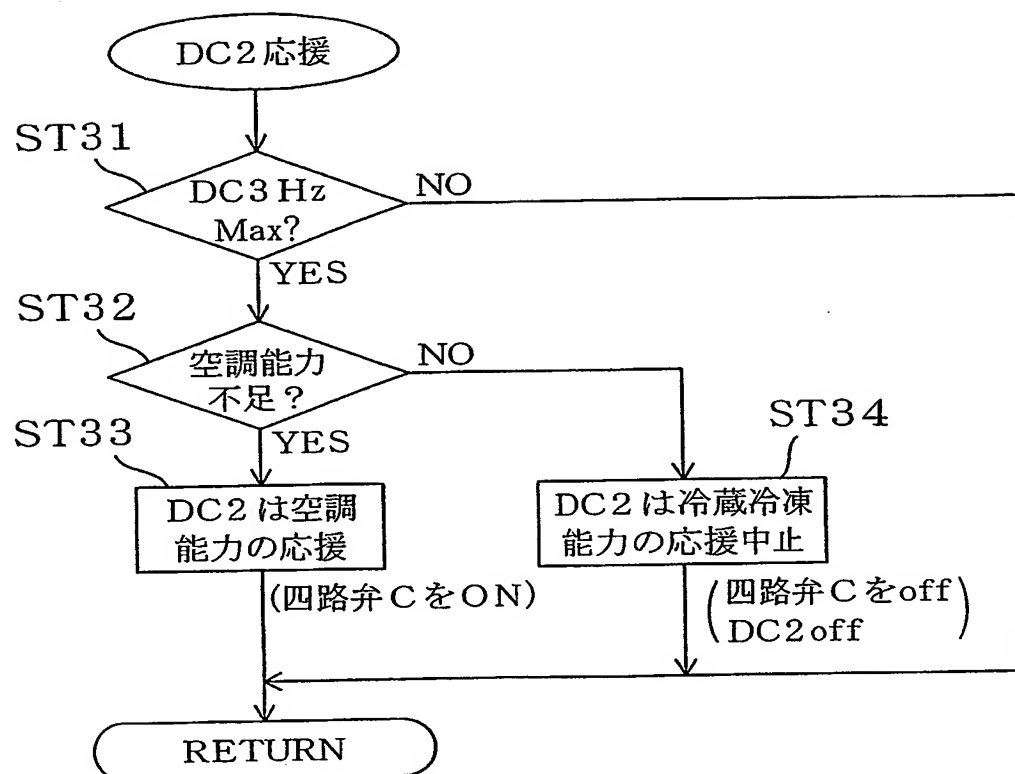 DC2応援
ST31
DC3 Hz
Max?
NO
YES
ST32
空調能力
不足？
NO
YES
ST33
DC2は空調
能力の応援
(四路弁CをON)
ST34
DC2は冷蔵冷凍
能力の応援中止
(四路弁Cをoff
DC2off)
RETURN